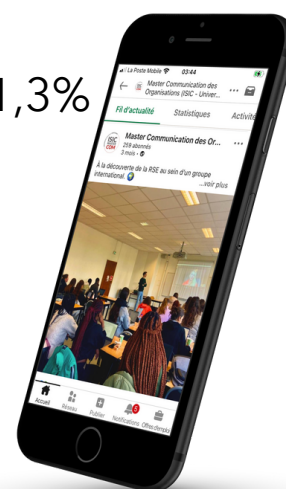 1,3%
La Poste Mobile 03:44
Master Communication des
Organisations (ISIC - Univer...
Fil d'actualité Statistiques Activité
Master Communication des Or...
259 abonnés
3 mois
À la découverte de la RSE au sein d'un groupe
international.
...voir plus
Accueil Réseau Publier Notifications Offres d'emploi